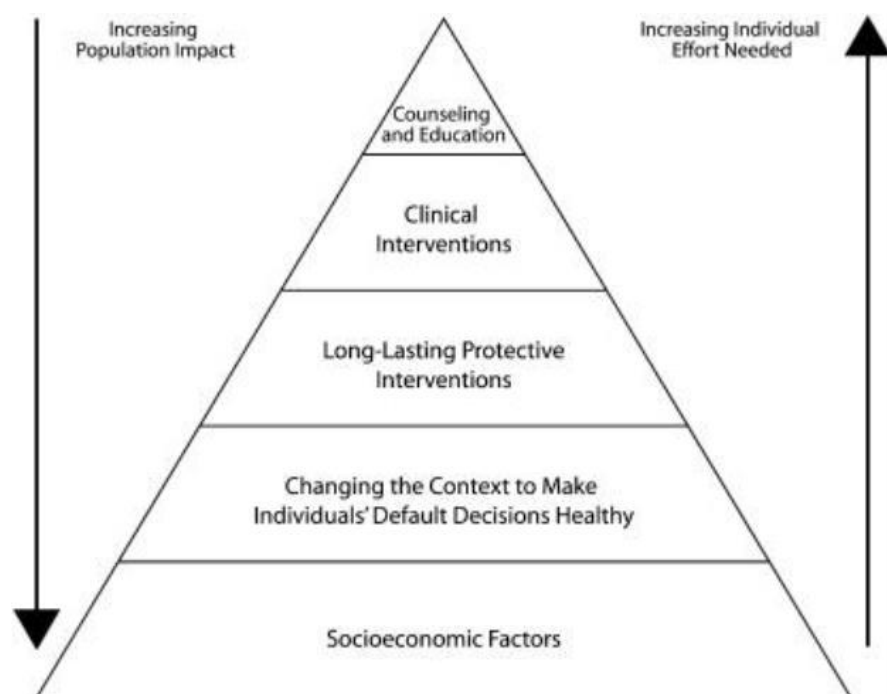 Increasing
Population Impact
Increasing Individual
Effort Needed
Counseling
and Education
Clinical
Interventions
Long-Lasting Protective
Interventions
Changing the Context to Make
Individuals' Default Decisions Healthy
Socioeconomic Factors